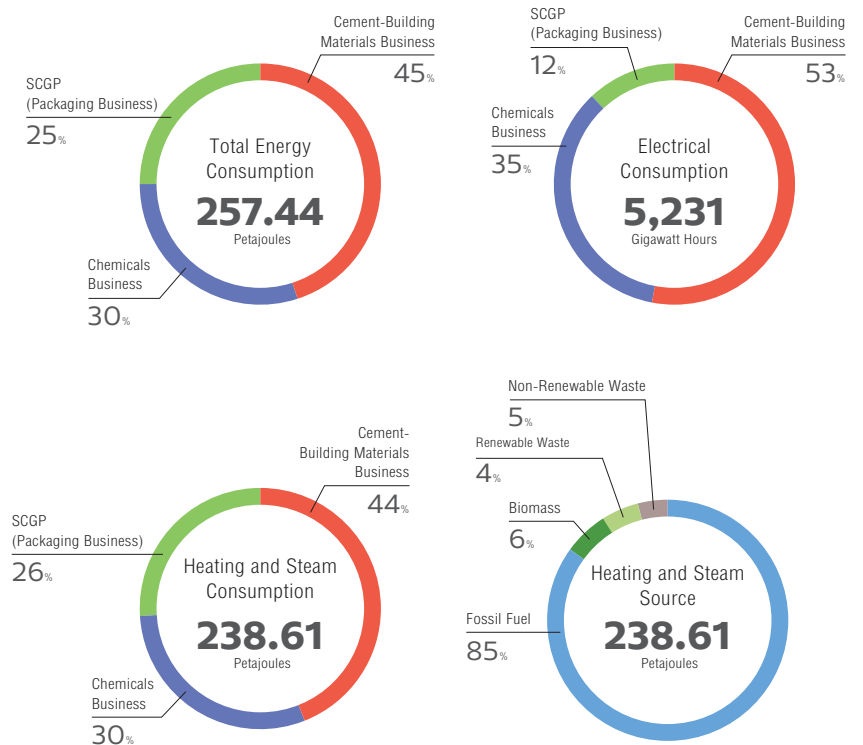 Cement-Building
Materials Business
45%
SCGP
(Packaging Business)
25%
Total Energy
Consumption
257.44
Petajoules
Chemicals
Business
30%
SCGP
(Packaging Business)
12%
Cement-Building
Materials Business
53%
Chemicals
Business
35%
Electrical
Consumption
5,231
Gigawatt Hours
Cement-
Building Materials
Business
44%
SCGP
(Packaging Business)
26%
Heating and Steam
Consumption
238.61
Petajoules
Chemicals
Business
30%
Non-Renewable Waste
5%
Renewable Waste
4%
Biomass
6%
Fossil Fuel
85%
Heating and Steam
Source
238.61
Petajoules